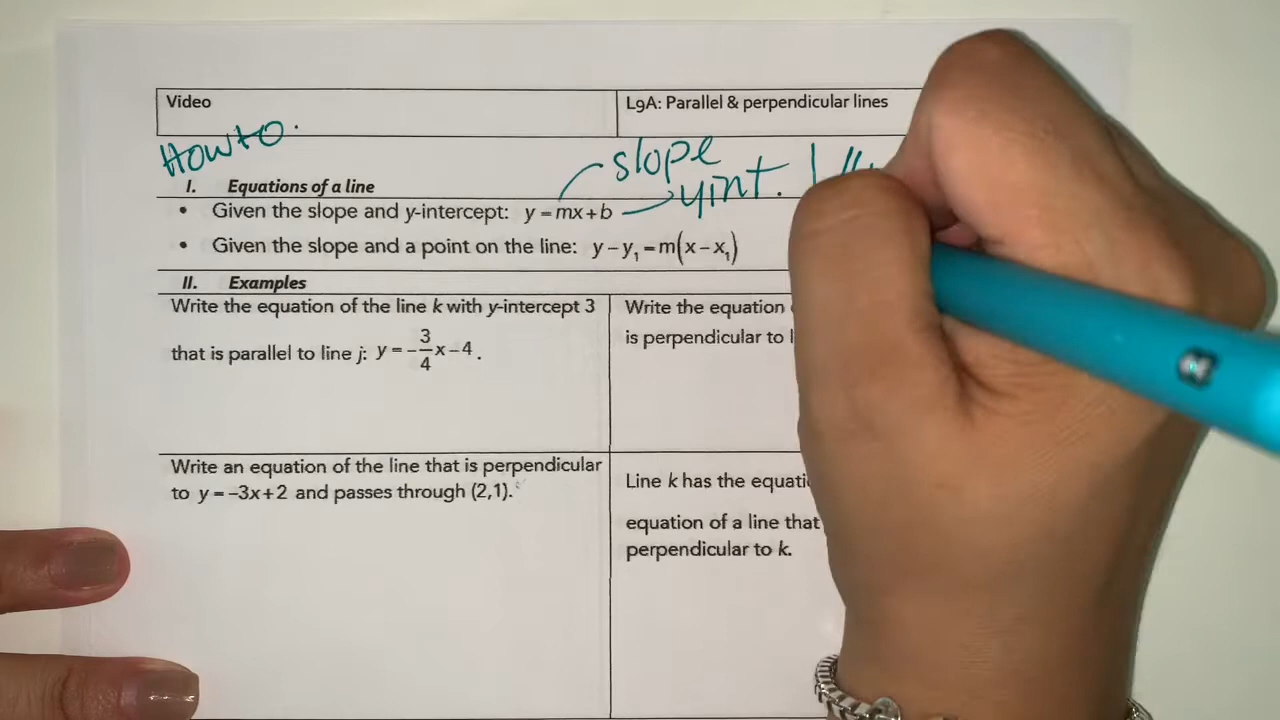 Video
L9A: Parallel & perpendicular lines
How to.
slope
yint.
I. Equations of a line
• Given the slope and y-intercept: y = mx + b
• Given the slope and a point on the line: y − y₁ = m(x − x₁)
II. Examples
Write the equation of the line k with y-intercept 3
that is parallel to line j: y = −3/4x − 4.
Write the equation
is perpendicular to
Write an equation of the line that is perpendicular
to y = −3x + 2 and passes through (2,1).
Line k has the
equation of a line that
perpendicular to k.